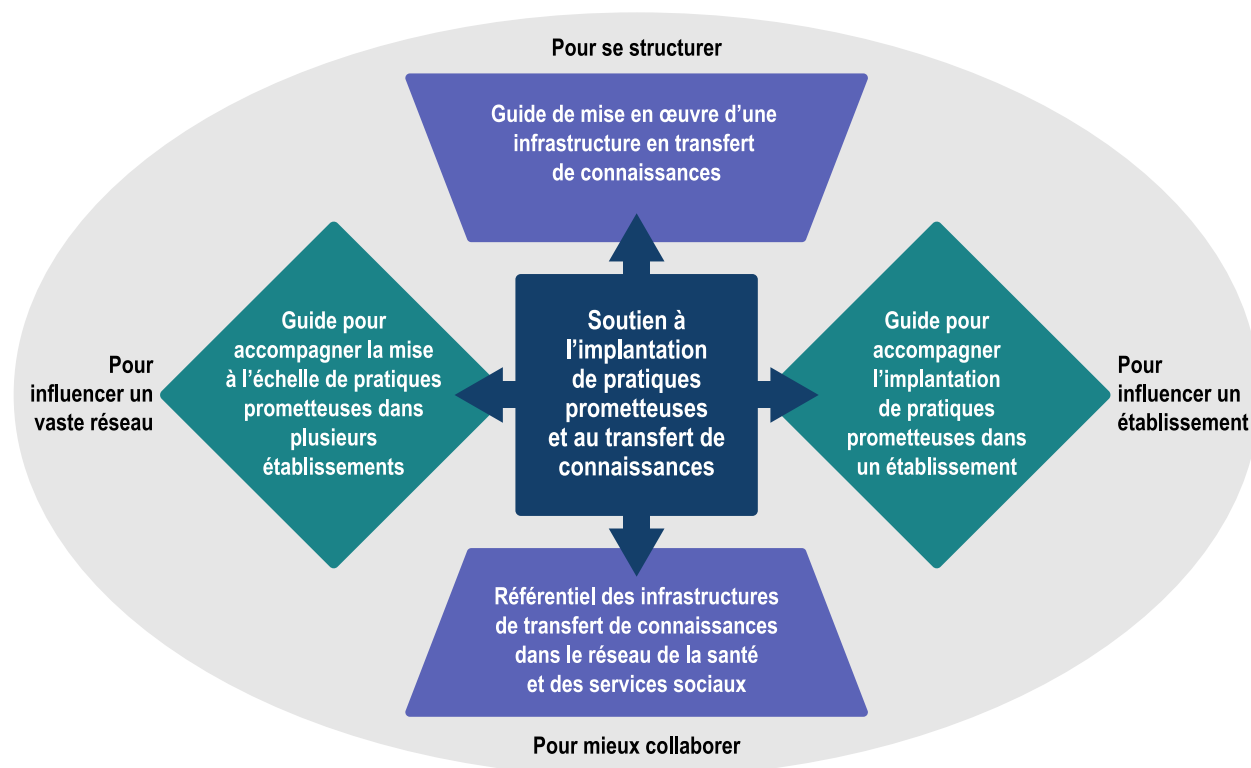 Pour se structurer
Guide de mise en œuvre d’une
infrastructure en transfert
de connaissances
Pour
influencer un
vaste réseau
Guide pour
accompagner la mise
à l’échelle de pratiques
prometteuses dans
plusieurs
établissements
Soutien à
l’implantation
de pratiques
prometteuses
et au transfert de
connaissances
Guide pour
accompagner
l’implantation
de pratiques
prometteuses dans
un établissement
Pour
influencer un
établissement
Référentiel des infrastructures
de transfert de connaissances
dans le réseau de la santé
et des services sociaux
Pour mieux collaborer